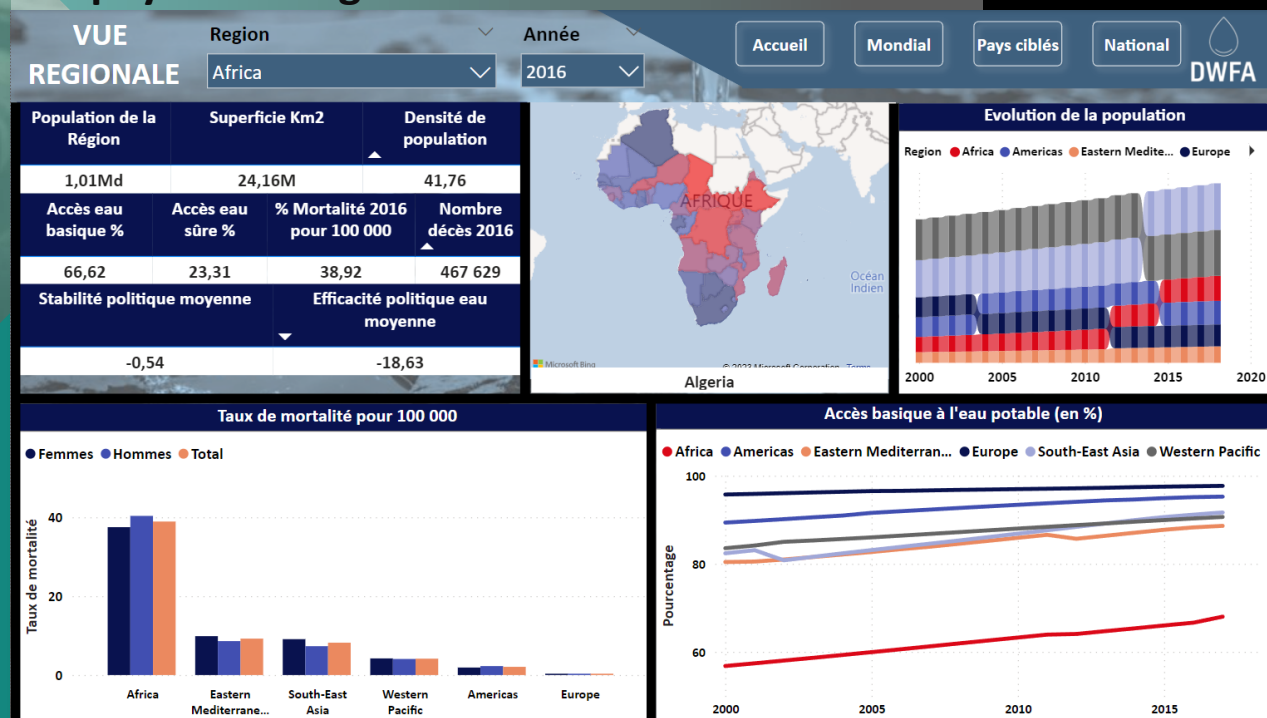 VUE
REGIONALE
Region
Africa
Année
2016
Accueil
Mondial
Pays ciblés
National
DWFA
Population de la
Région
Superficie Km2
Densité de
population
1,01Md
24,16M
41,76
Accès eau
basique %
Accès eau
sûre %
% Mortalité 2016
pour 100 000
Nombre
décès 2016
66,62
23,31
38,92
467 629
Stabilité politique moyenne
Efficacité politique eau
moyenne
-0,54
-18,63
AFRIQUE
Océan
Indien
Microsoft Bing
© 2023 Microsoft Corporation Terms
Algeria
Evolution de la population
Region Africa Americas Eastern Medite... Europe
2000 2005 2010 2015 2020
Taux de mortalité pour 100 000
Femmes Hommes Total
Taux de mortalité
40
20
0
Africa
Eastern
Mediterrane...
South-East
Asia
Western
Pacific
Americas
Europe
Accès basique à l'eau potable (en %)
Africa Americas Eastern Mediterran... Europe South-East Asia Western Pacific
Pourcentage
100
80
60
2000 2005 2010 2015